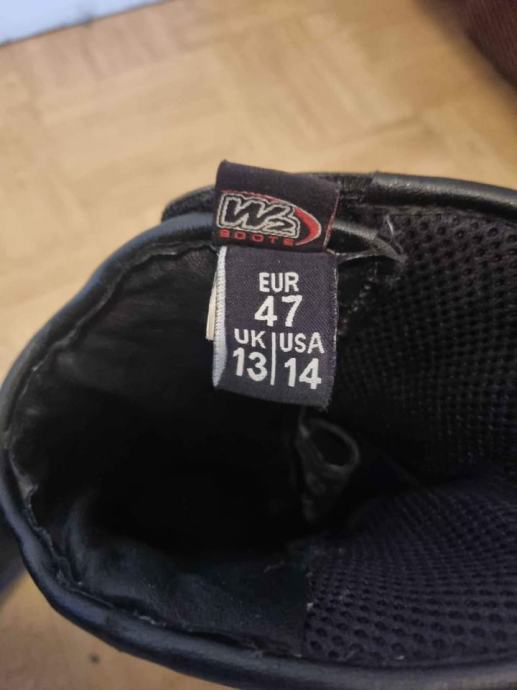 W2
BOOTS
EUR
47
UK USA
13 14